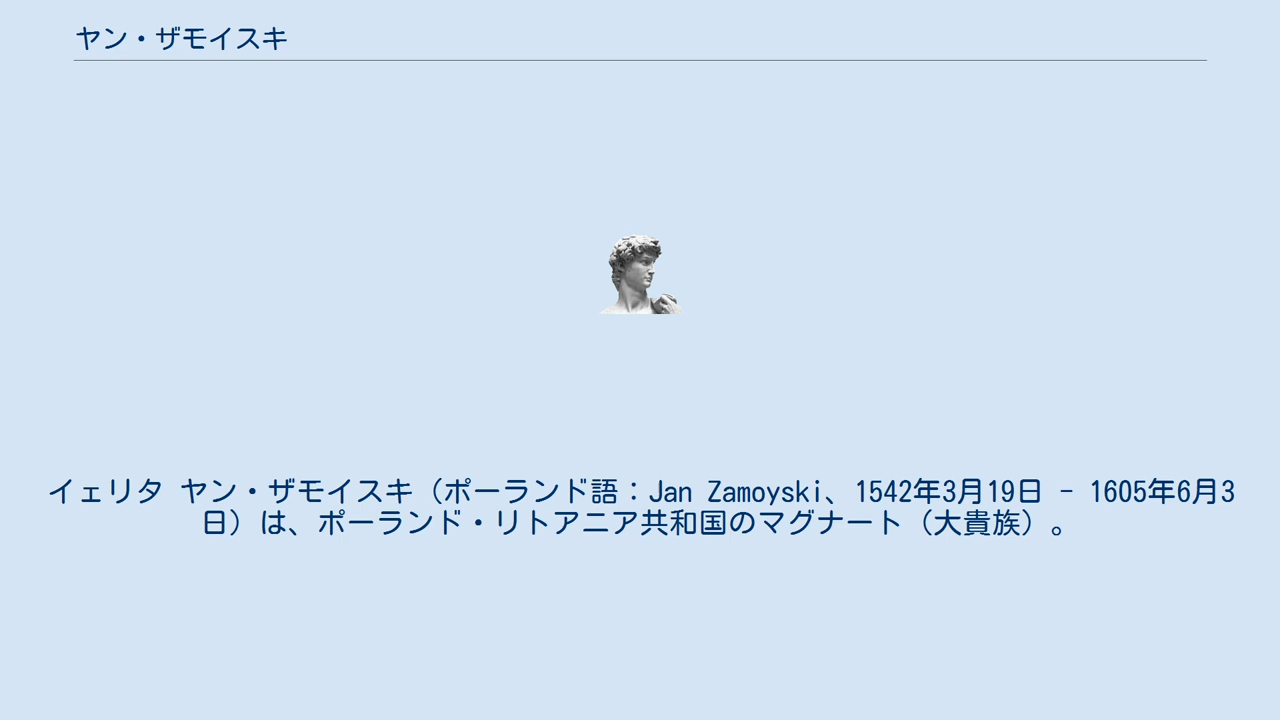 ヤン・ザモイスキ
イェリタ ヤン・ザモイスキ（ポーランド語：Jan Zamoyski、1542年3月19日 – 1605年6月3
日）は、ポーランド・リトアニア共和国のマグナート（大貴族）。